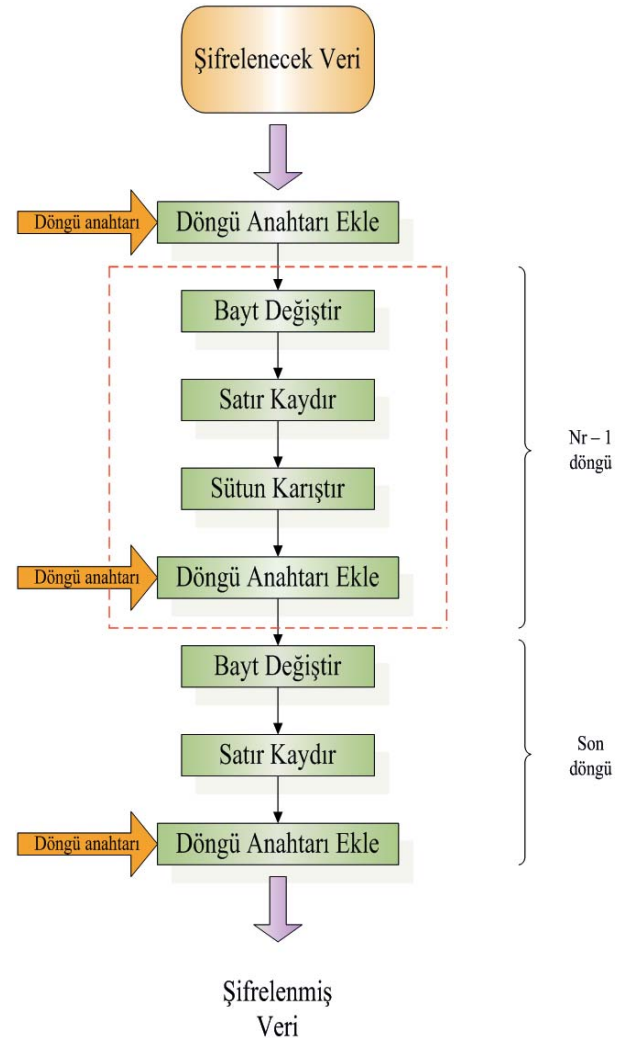 Şifrelenecek Veri
Döngü anahtarı
Döngü Anahtarı Ekle
Bayt Değiştir
Satır Kaydır
Sütun Karıştır
Nr – 1
döngü
Döngü anahtarı
Döngü Anahtarı Ekle
Bayt Değiştir
Satır Kaydır
Son
döngü
Döngü anahtarı
Döngü Anahtarı Ekle
Şifrelenmiş
Veri